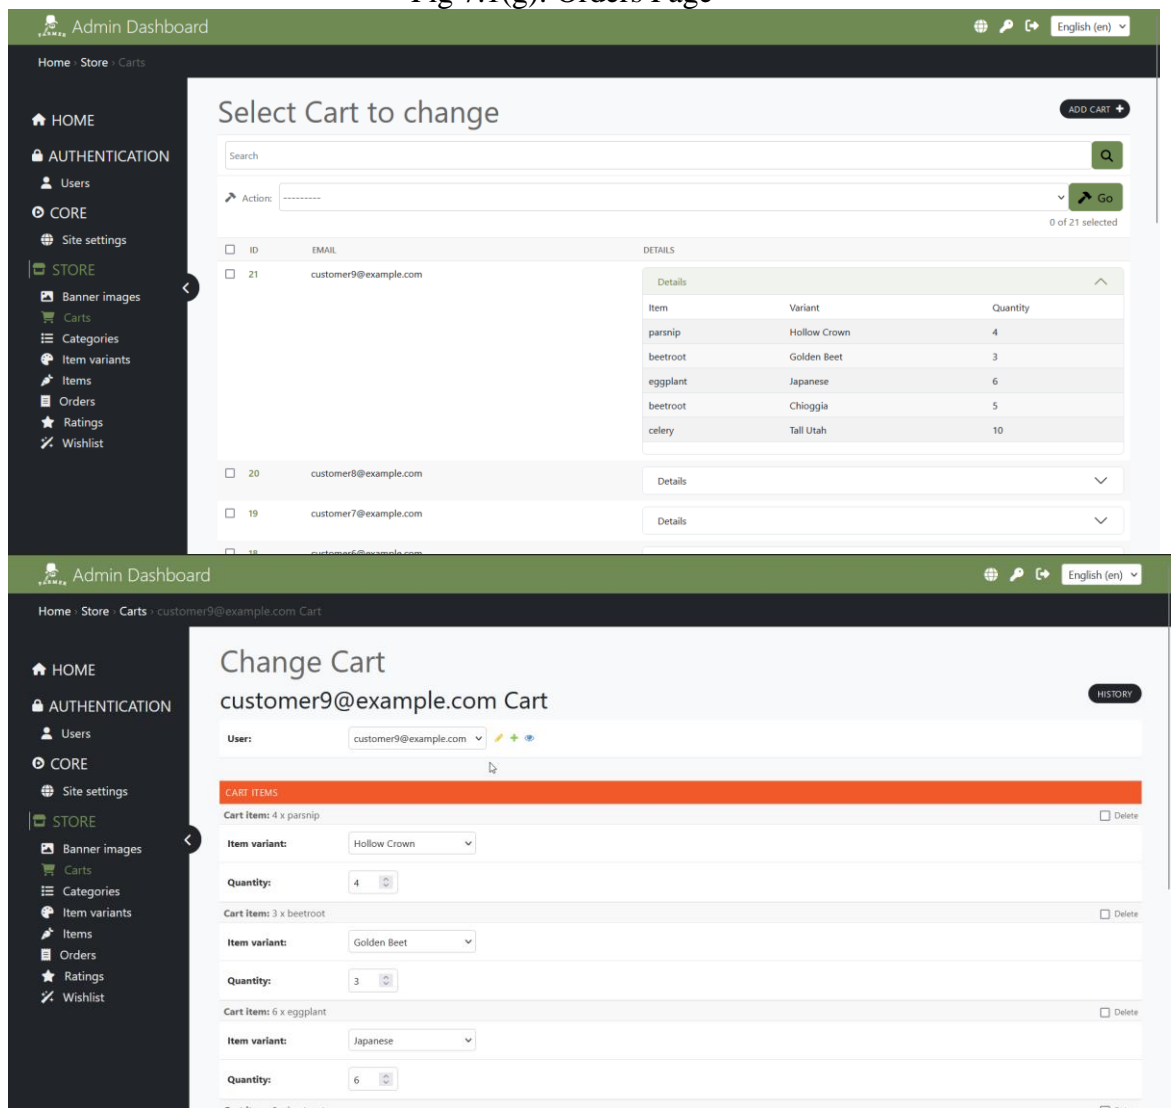 Fig 7.1(g): Orders Page
Admin Dashboard
English (en)
Home › Store › Carts
HOME
AUTHENTICATION
Users
CORE
Site settings
STORE
Banner images
Carts
Categories
Item variants
Items
Orders
Ratings
Wishlist
Select Cart to change
ADD CART
Search
Action: ---------
Go
0 of 21 selected
ID EMAIL DETAILS
21 customer9@example.com Details
Item Variant Quantity
parsnip Hollow Crown 4
beetroot Golden Beet 3
eggplant Japanese 6
beetroot Chioggia 5
celery Tall Utah 10
20 customer8@example.com Details
19 customer7@example.com Details
18 customer6@example.com
Admin Dashboard
English (en)
Home › Store › Carts › customer9@example.com Cart
HOME
AUTHENTICATION
Users
CORE
Site settings
STORE
Banner images
Carts
Categories
Item variants
Items
Orders
Ratings
Wishlist
Change Cart
customer9@example.com Cart
HISTORY
User: customer9@example.com
CART ITEMS
Cart item: 4 x parsnip Delete
Item variant: Hollow Crown
Quantity: 4
Cart item: 3 x beetroot Delete
Item variant: Golden Beet
Quantity: 3
Cart item: 6 x eggplant Delete
Item variant: Japanese
Quantity: 6